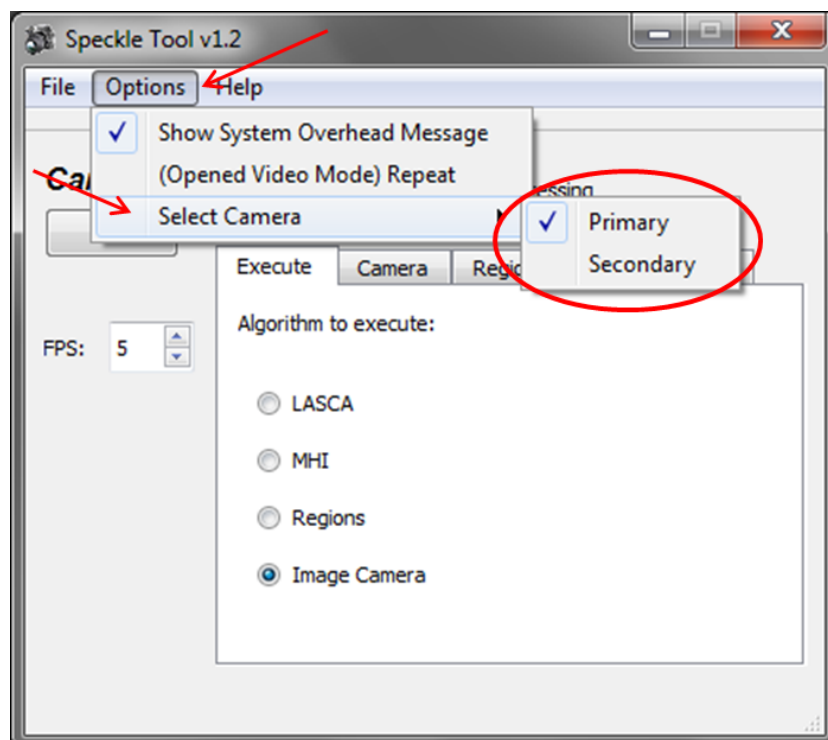 Speckle Tool v1.2
File Options Help
Show System Overhead Message
(Opened Video Mode) Repeat
Select Camera
Primary
Secondary
Execute Camera
FPS: 5
Algorithm to execute:
LASCA
MHI
Regions
Image Camera